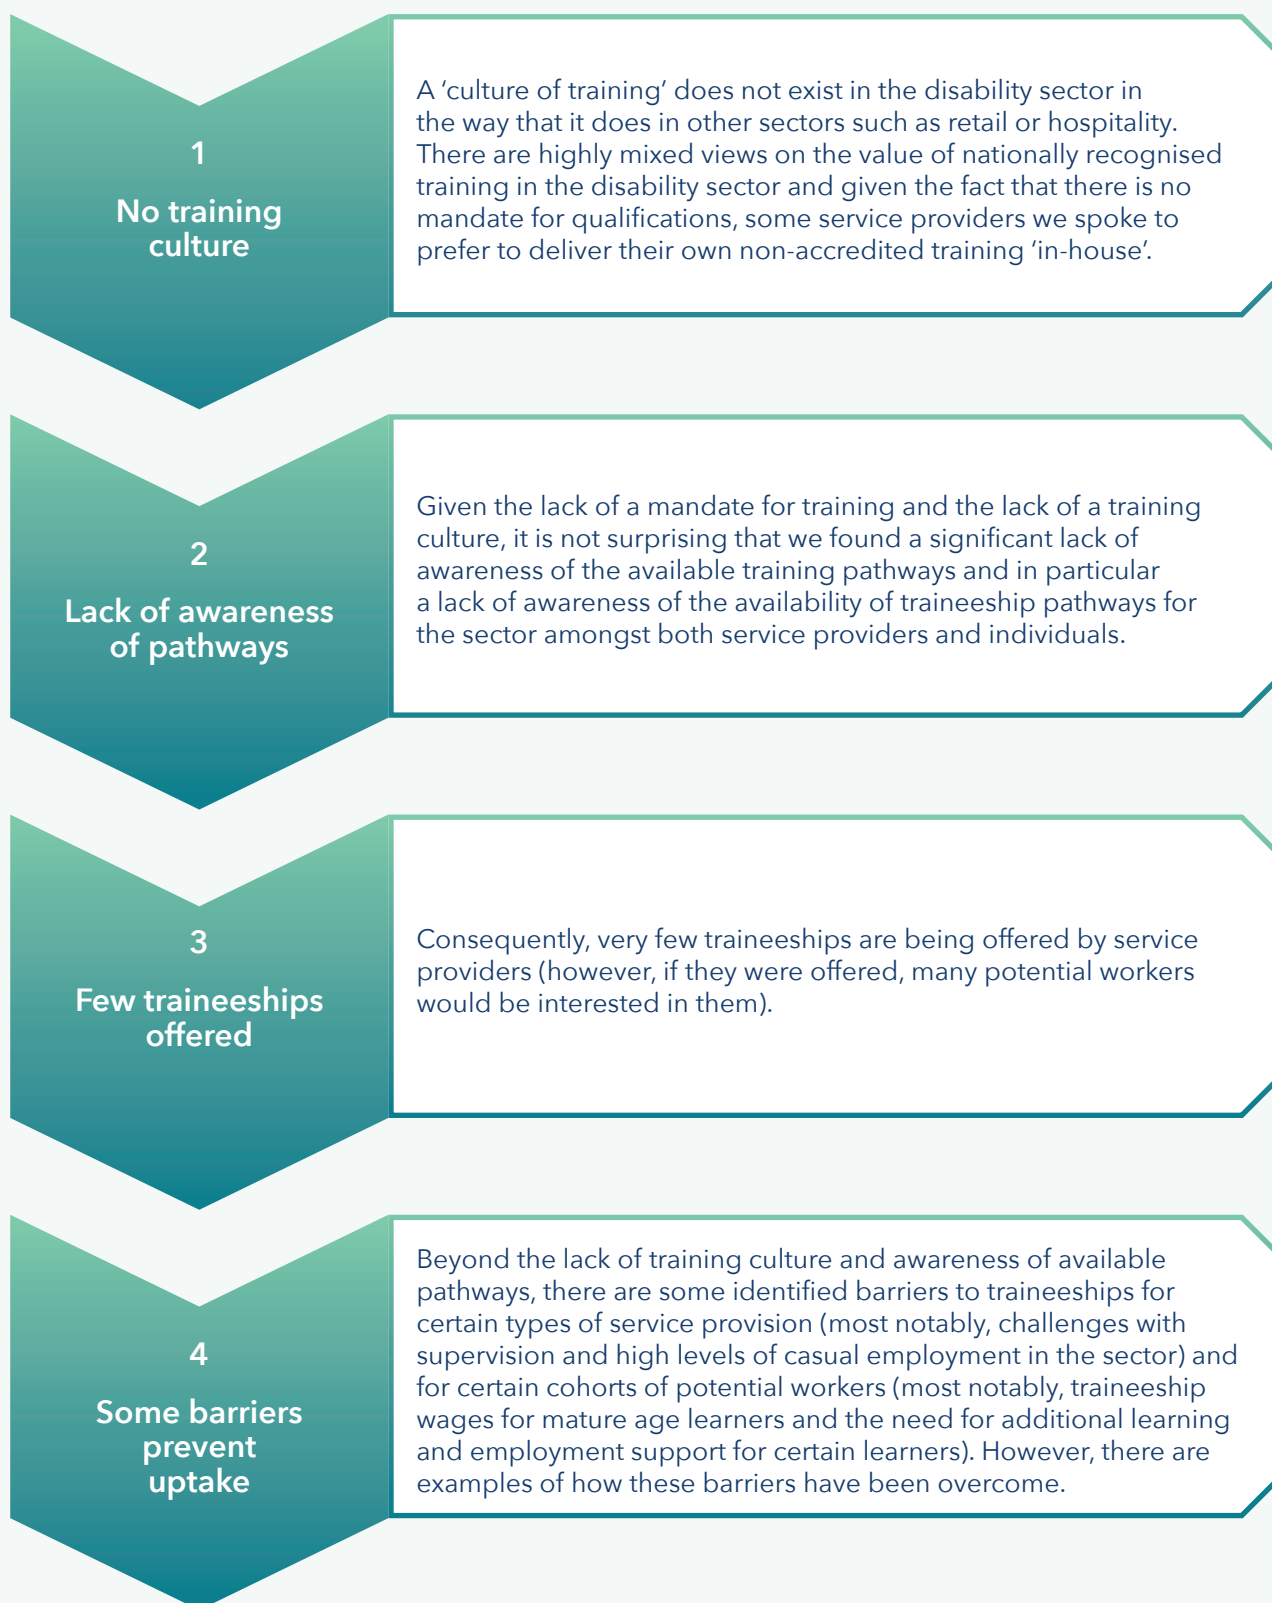 1
No training
culture
A ‘culture of training’ does not exist in the disability sector in
the way that it does in other sectors such as retail or hospitality.
There are highly mixed views on the value of nationally recognised
training in the disability sector and given the fact that there is no
mandate for qualifications, some service providers we spoke to
prefer to deliver their own non-accredited training ‘in-house’.
2
Lack of awareness
of pathways
Given the lack of a mandate for training and the lack of a training
culture, it is not surprising that we found a significant lack of
awareness of the available training pathways and in particular
a lack of awareness of the availability of traineeship pathways for
the sector amongst both service providers and individuals.
3
Few traineeships
offered
Consequently, very few traineeships are being offered by service
providers (however, if they were offered, many potential workers
would be interested in them).
4
Some barriers
prevent
uptake
Beyond the lack of training culture and awareness of available
pathways, there are some identified barriers to traineeships for
certain types of service provision (most notably, challenges with
supervision and high levels of casual employment in the sector) and
for certain cohorts of potential workers (most notably, traineeship
wages for mature age learners and the need for additional learning
and employment support for certain learners). However, there are
examples of how these barriers have been overcome.